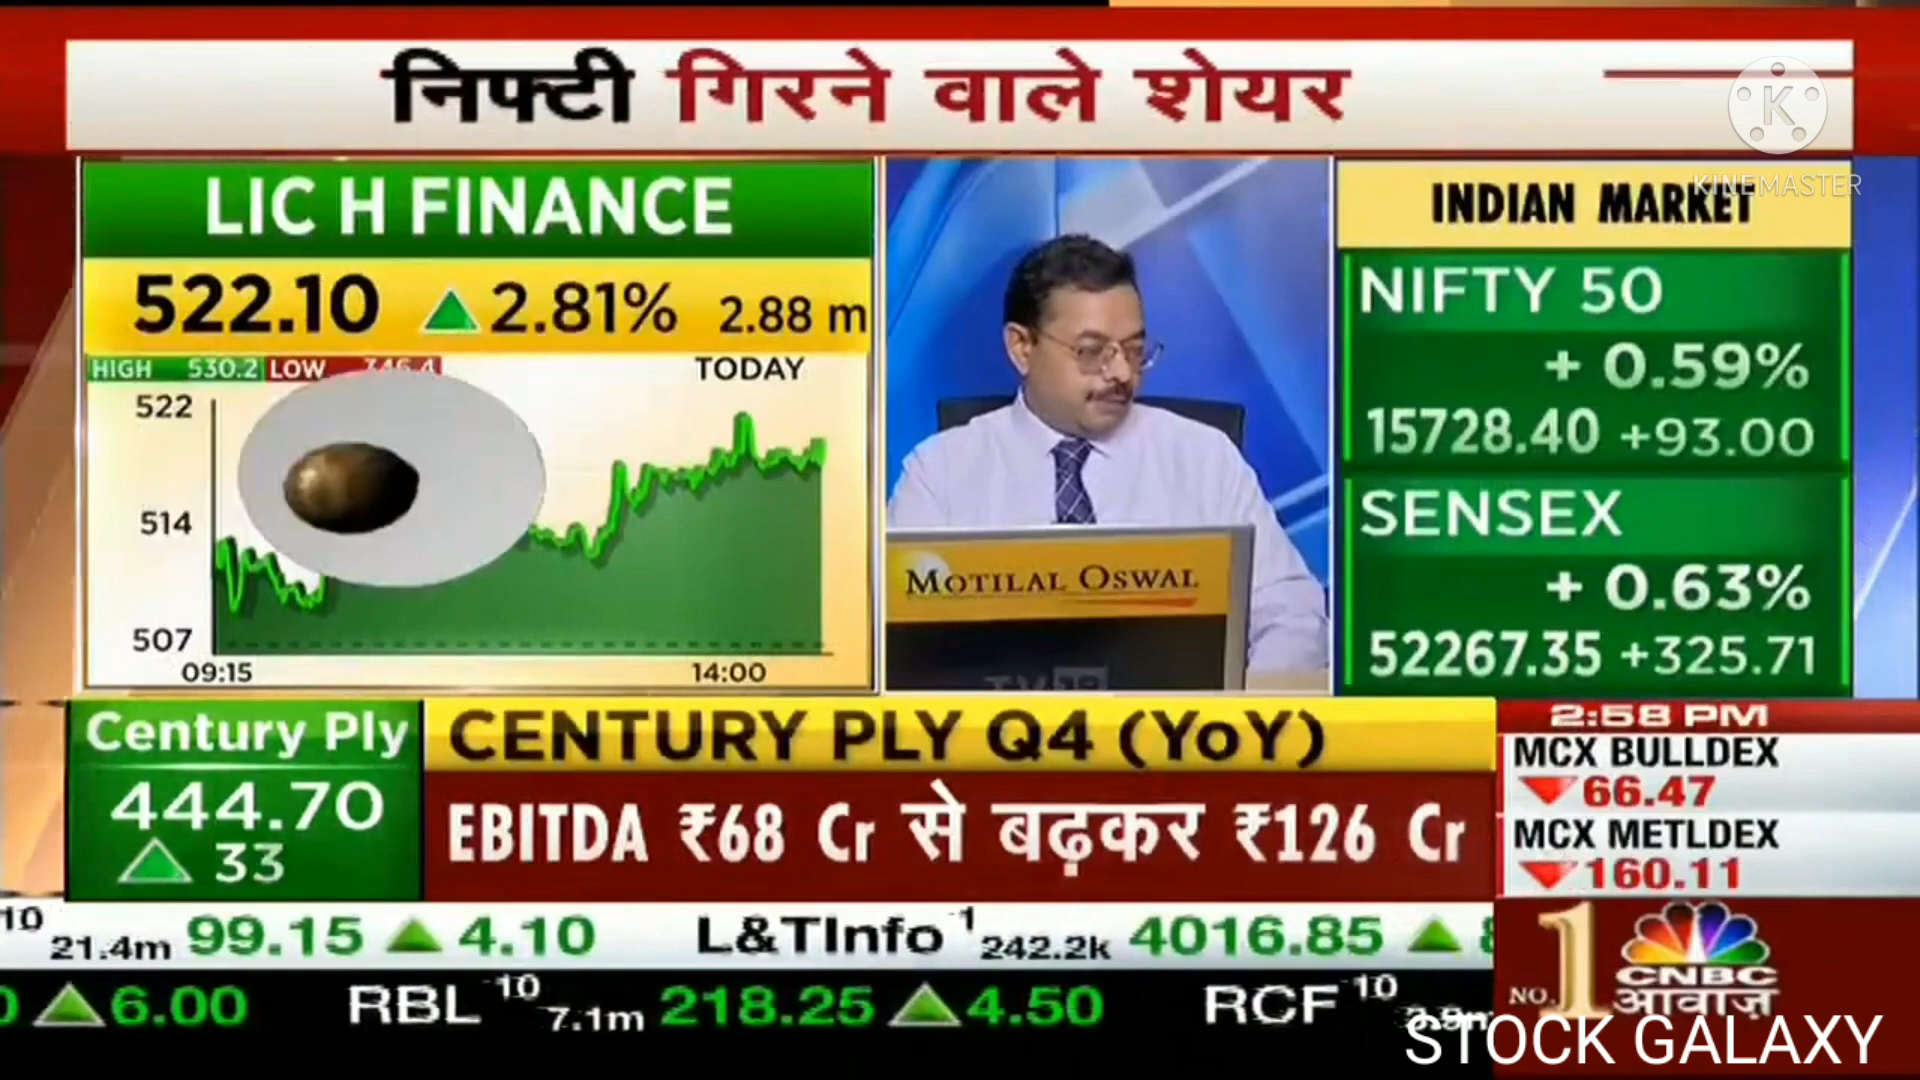 निफ्टी गिरने वाले शेयर
K
KINEMASTER
LIC H FINANCE
522.10 ▲ 2.81% 2.88 m
HIGH 530.2 LOW
TODAY
522
514
507
09:15 14:00
MOTILAL OSWAL
INDIAN MARKET
NIFTY 50
+ 0.59%
15728.40 +93.00
SENSEX
+ 0.63%
52267.35 +325.71
Century Ply
444.70
▲ 33
CENTURY PLY Q4 (YoY)
EBITDA ₹68 Cr से बढ़कर ₹126 Cr
2:58 PM
MCX BULLDEX
▼66.47
MCX METLDEX
▼160.11
10 21.4m 99.15 ▲ 4.10 L&TInfo 1 242.2k 4016.85 ▲
▲6.00 RBL 10 7.1m 218.25 ▲4.50 RCF 10
NO. 1
CNBC
आवाज़
STOCK GALAXY